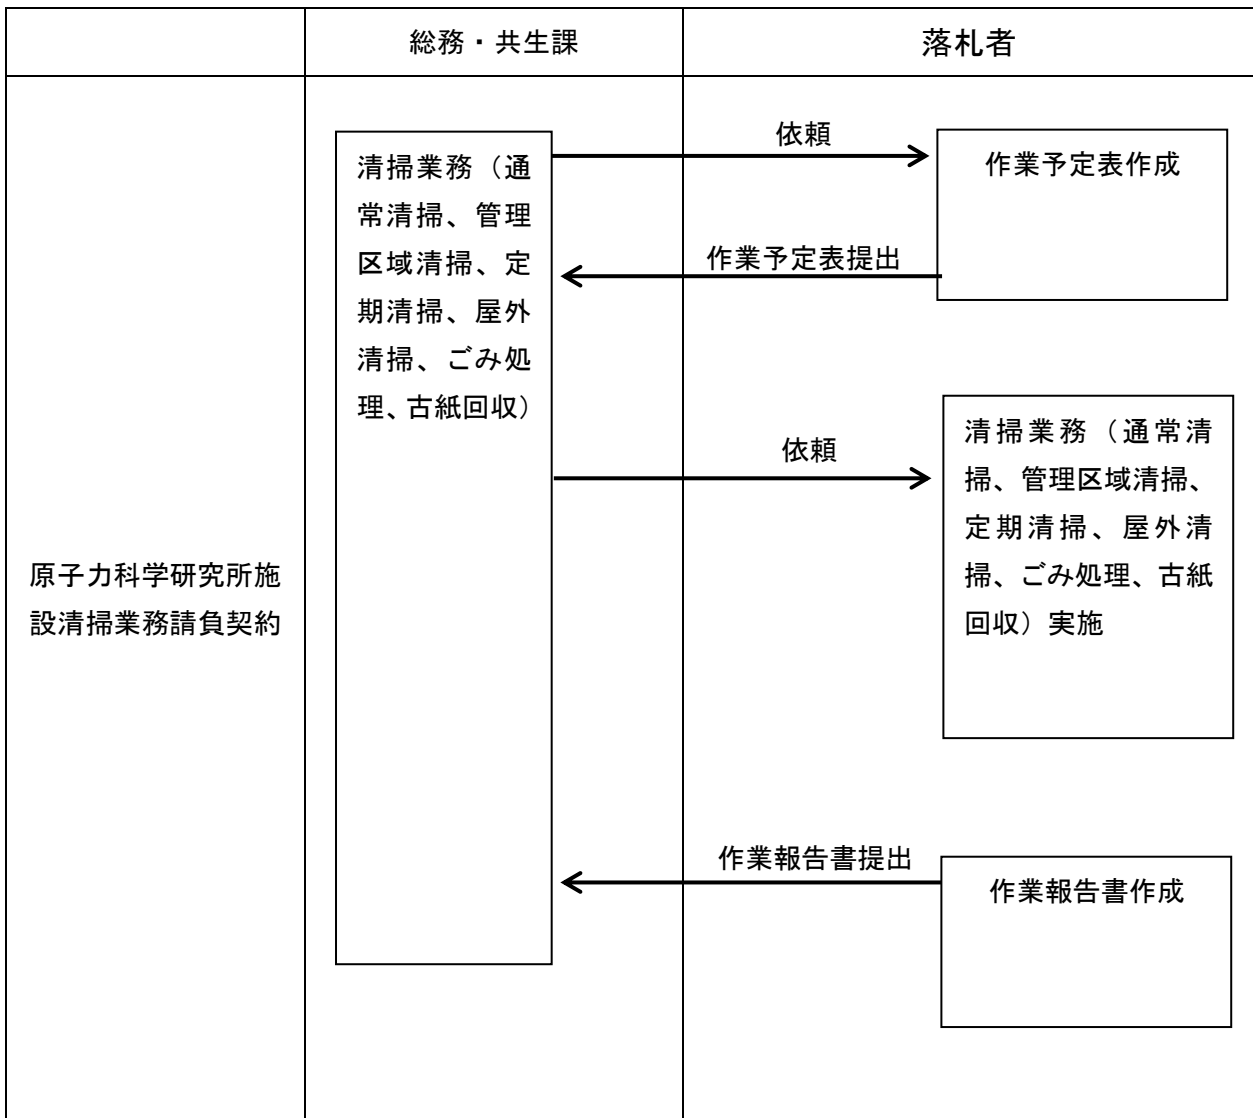 総務・共生課
落札者
原子力科学研究所施
設清掃業務請負契約
清掃業務（通
常清掃、管理
区域清掃、定
期清掃、屋外
清掃、ごみ処
理、古紙回収）
依頼
作業予定表作成
作業予定表提出
依頼
清掃業務（通常清
掃、管理区域清掃、
定期清掃、屋外清
掃、ごみ処理、古紙
回収）実施
作業報告書提出
作業報告書作成